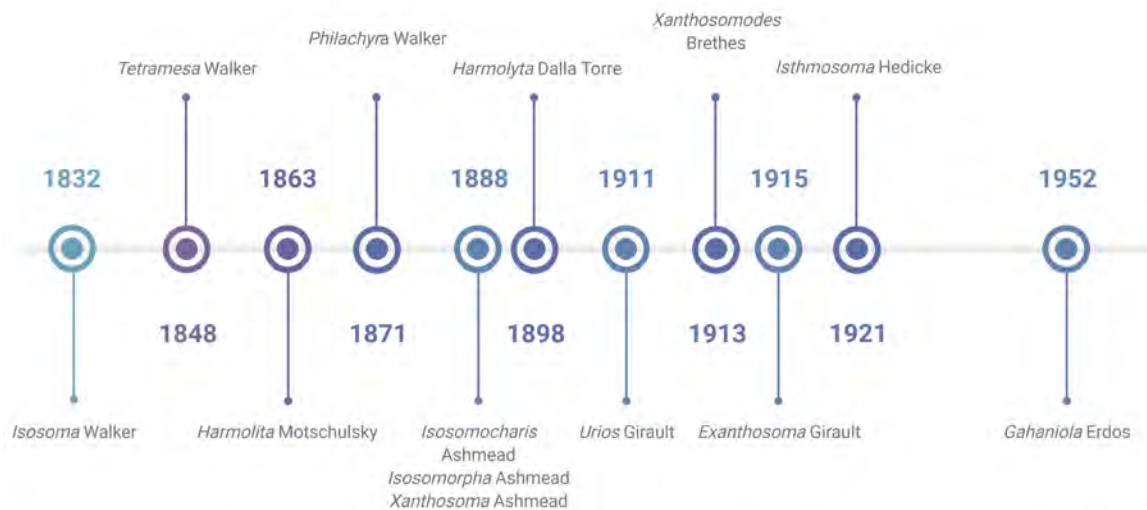 Xanthosomodes
Brethes
Philachyra Walker
Tetramesa Walker
Harmolyta Dalla Torre
Isthmosoma Hedicke
1832
1863
1888
1911
1915
1952
1848
1871
1898
1913
1921
Isosoma Walker
Harmolita Motschulsky
Isosomocharis
Ashmead
Isosomorpha Ashmead
Xanthosoma Ashmead
Urios Girault
Exanthosoma Girault
Gahaniola Erdos